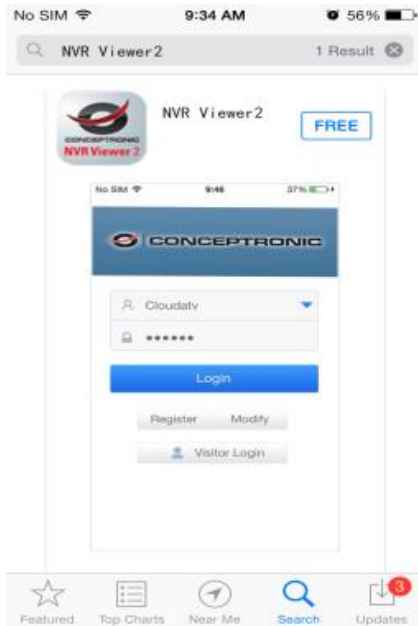 No SIM 9:34 AM 56%
NVR Viewer2 1 Result
CONCEPTRONIC
NVR Viewer 2
NVR Viewer2
FREE
No SIM 9:46 37%
CONCEPTRONIC
Cloudatv
******
Login
Register Modify
Visitor Login
3
Featured Top Charts Near Me Search Updates